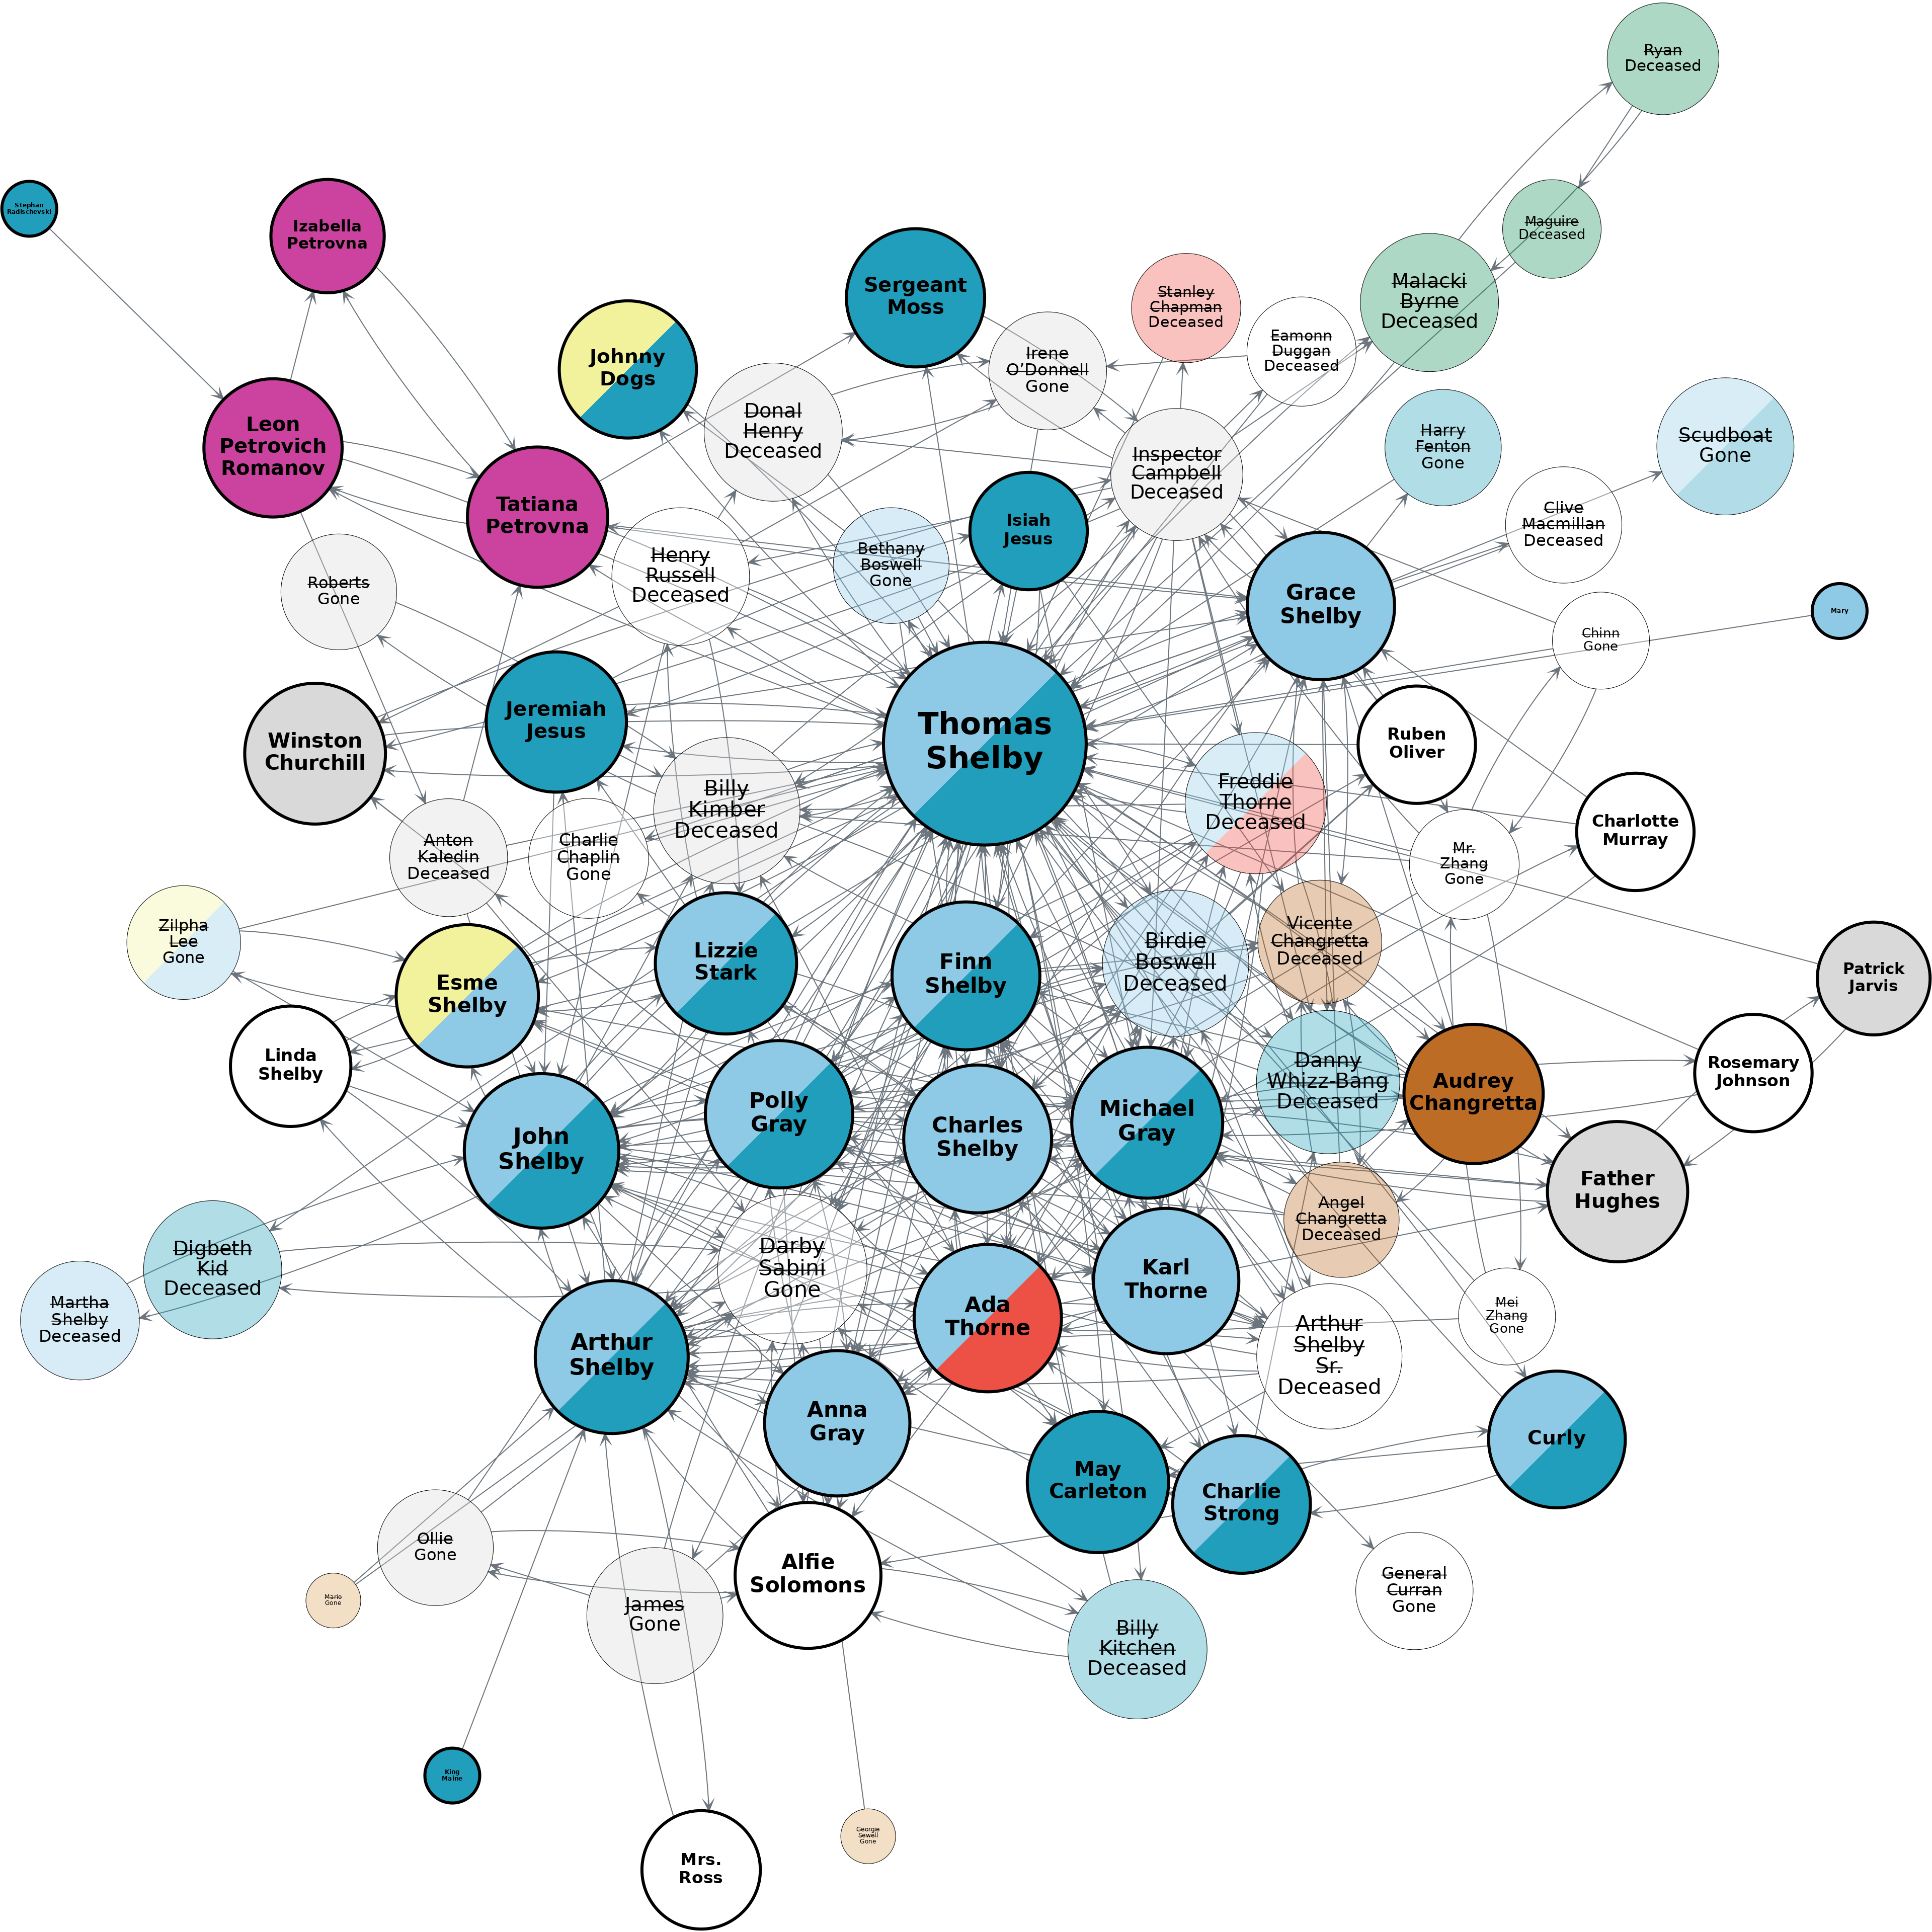 Ryan
Deceased
Stephan
Radischevski
Izabella
Petrovna
Maguire
Deceased
Sergeant
Moss
Stanley
Chapman
Deceased
Malacki
Byrne
Deceased
Johnny
Dogs
Irene
O'Donnell
Gone
Eamonn
Duggan
Deceased
Donal
Henry
Deceased
Leon
Petrovich
Romanov
Harry
Fenton
Gone
Scudboat
Gone
Inspector
Campbell
Deceased
Tatiana
Petrovna
Isiah
Jesus
Clive
Macmillan
Deceased
Bethany
Boswell
Gone
Henry
Russell
Deceased
Roberts
Gone
Grace
Shelby
Mary
Chinn
Gone
Jeremiah
Jesus
Thomas
Shelby
Ruben
Oliver
Winston
Churchill
Billy
Kimber
Deceased
Freddie
Thorne
Deceased
Charlotte
Murray
Anton
Kaledin
Deceased
Charlie
Chaplin
Gone
Mr.
Zhang
Gone
Zilpha
Lee
Gone
Lizzie
Stark
Finn
Shelby
Birdie
Boswell
Deceased
Vicente
Changretta
Deceased
Patrick
Jarvis
Esme
Shelby
Linda
Shelby
Rosemary
Johnson
Danny
Whizz-Bang
Deceased
Audrey
Changretta
Polly
Gray
Charles
Shelby
Michael
Gray
John
Shelby
Father
Hughes
Angel
Changretta
Deceased
Digbeth
Kid
Deceased
Darby
Sabini
Gone
Karl
Thorne
Martha
Shelby
Deceased
Ada
Thorne
Mei
Zhang
Gone
Arthur
Shelby
Arthur
Shelby
Sr.
Deceased
Anna
Gray
Curly
May
Carleton
Charlie
Strong
Ollie
Gone
Alfie
Solomons
General
Curran
Gone
Mario
Gone
James
Gone
Billy
Kitchen
Deceased
King
Maine
Georgie
Sewell
Gone
Mrs.
Ross